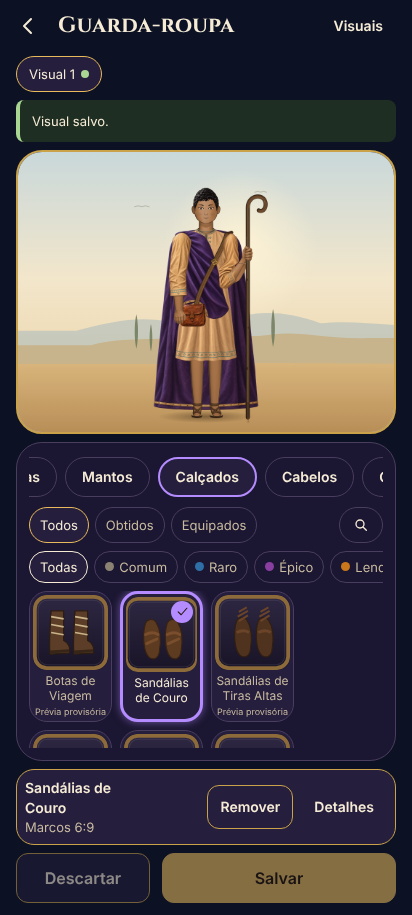 Guarda-roupa
Visuais
Visual 1
Visual salvo.
as
Mantos
Calçados
Cabelos
Todos
Obtidos
Equipados
Todas
Comum
Raro
Épico
Lend
Botas de
Viagem
Prévia provisória
Sandálias
de Couro
Sandálias de
Tiras Altas
Prévia provisória
Sandálias de
Couro
Marcos 6:9
Remover
Detalhes
Descartar
Salvar